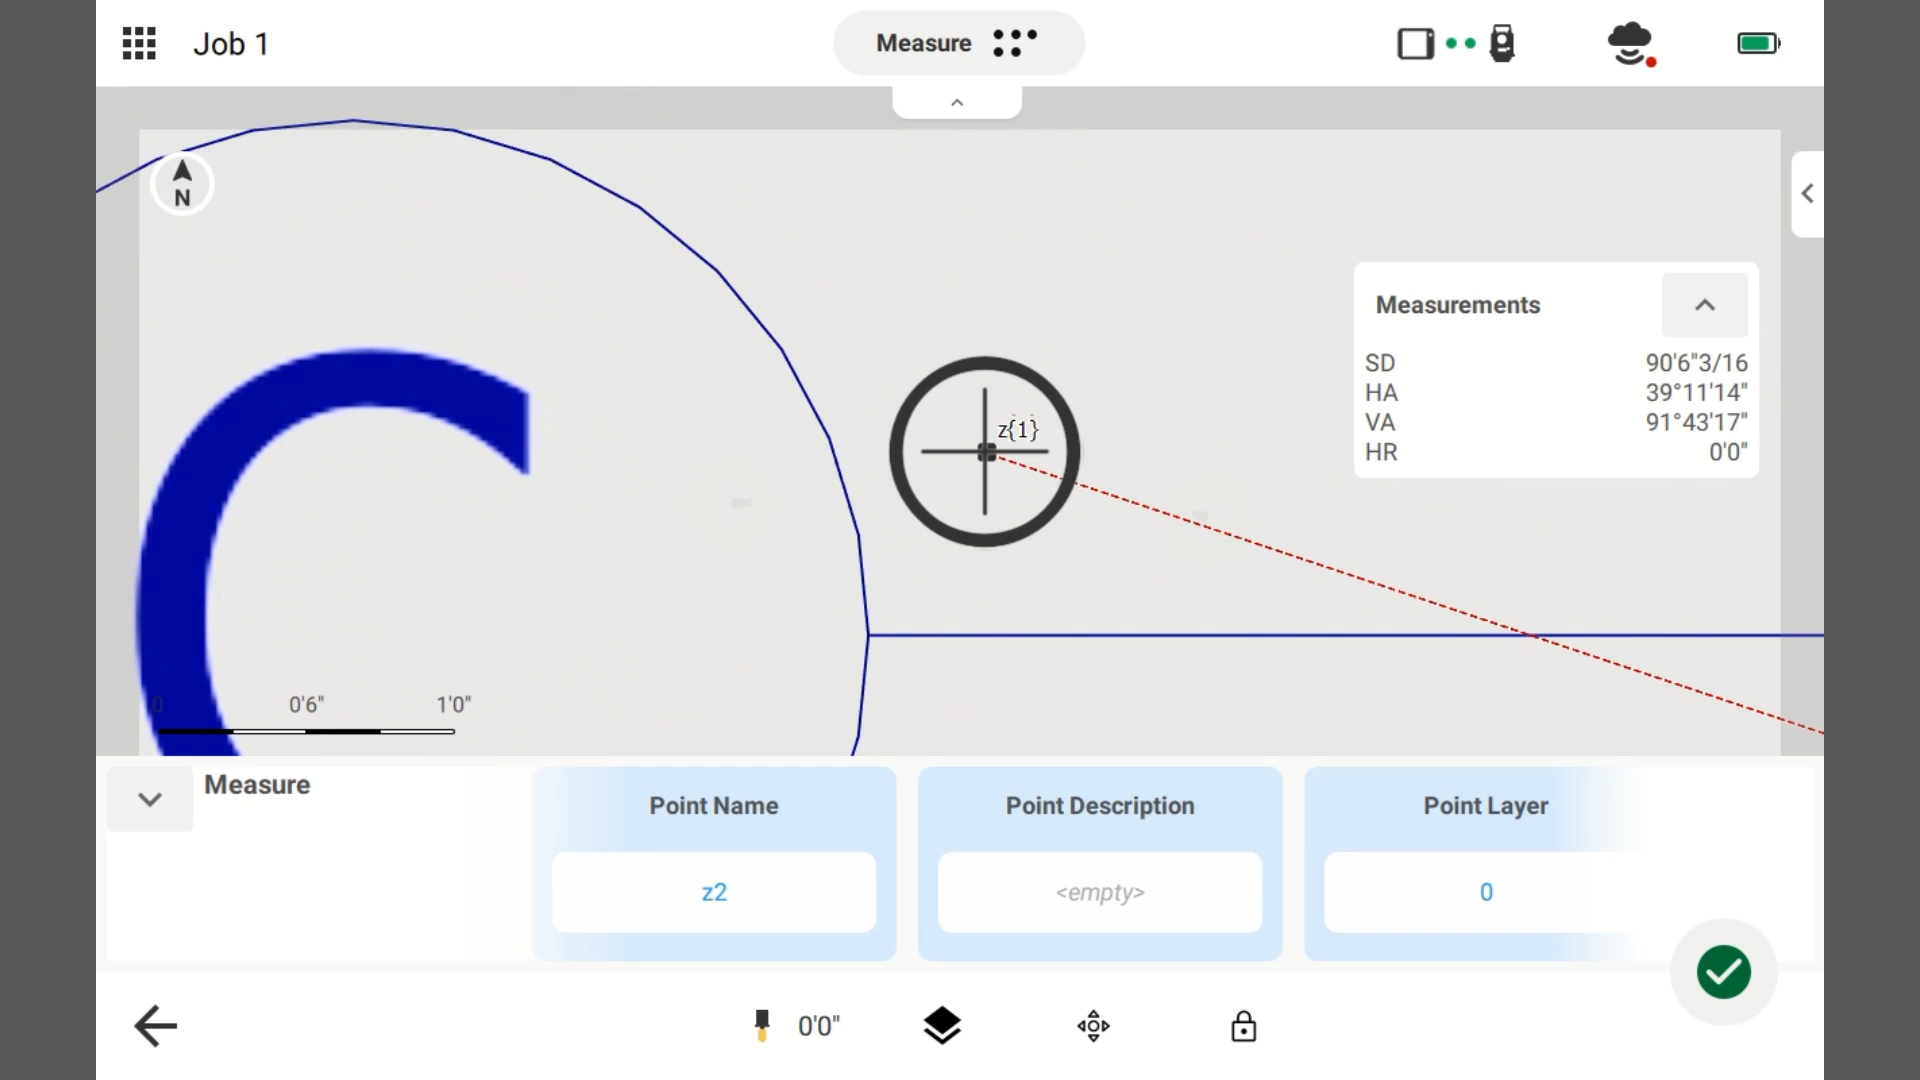 Job 1
Measure
N
C
z{1}
Measurements
SD 90'6"3/16
HA 39°11'14"
VA 91°43'17"
HR 0'0"
0 0'6" 1'0"
Measure
Point Name
Point Description
Point Layer
z2
<empty>
0
0'0"